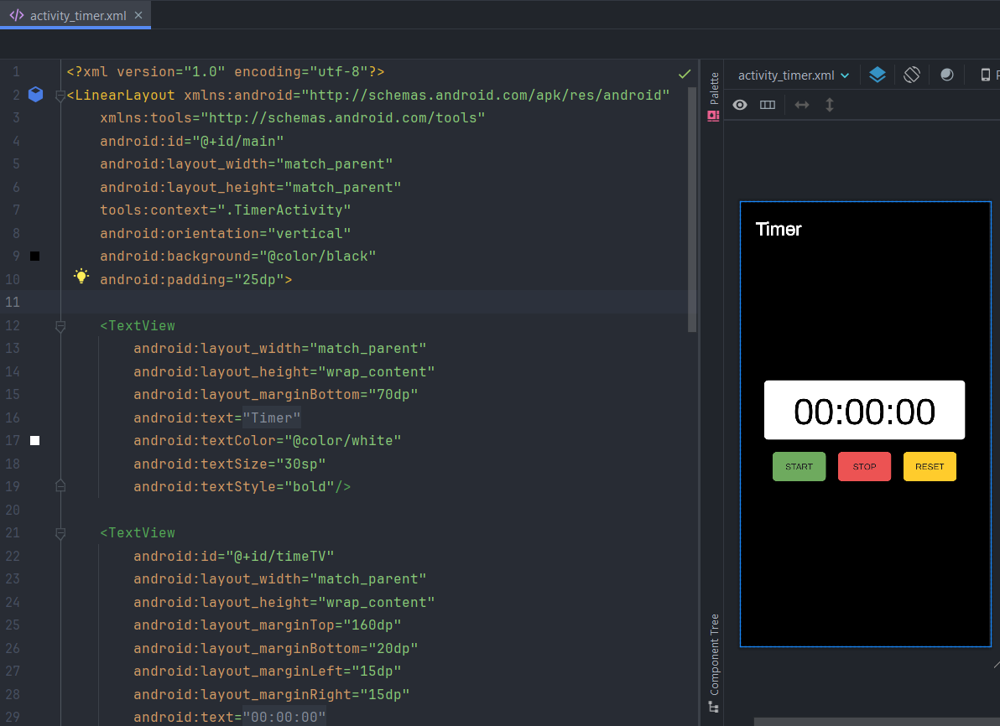 activity_timer.xml
1 <?xml version="1.0" encoding="utf-8"?>
2 <LinearLayout xmlns:android="http://schemas.android.com/apk/res/android"
3 xmlns:tools="http://schemas.android.com/tools"
4 android:id="@+id/main"
5 android:layout_width="match_parent"
6 android:layout_height="match_parent"
7 tools:context=".TimerActivity"
8 android:orientation="vertical"
9 android:background="@color/black"
10 android:padding="25dp">
11
12 <TextView
13 android:layout_width="match_parent"
14 android:layout_height="wrap_content"
15 android:layout_marginBottom="70dp"
16 android:text="Timer"
17 android:textColor="@color/white"
18 android:textSize="30sp"
19 android:textStyle="bold"/>
20
21 <TextView
22 android:id="@+id/timeTV"
23 android:layout_width="match_parent"
24 android:layout_height="wrap_content"
25 android:layout_marginTop="160dp"
26 android:layout_marginBottom="20dp"
27 android:layout_marginLeft="15dp"
28 android:layout_marginRight="15dp"
29 android:text="00:00:00"
Palette
Component Tree
activity_timer.xml
Timer
00:00:00
START STOP RESET